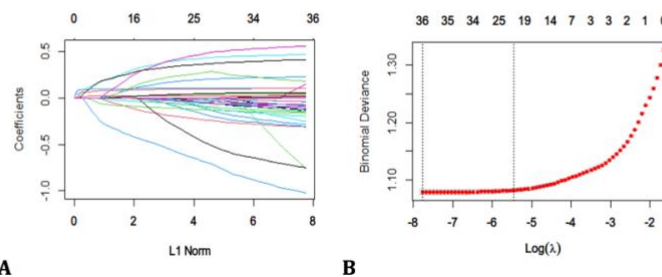 0 16 25 34 36
Coefficients
0.5
0.0
-0.5
-1.0
0 2 4 6 8
L1 Norm
A
36 35 34 25 19 14 7 3 3 2 1 0
Binomial Deviance
1.30
1.20
1.10
-8 -7 -6 -5 -4 -3 -2
Log(λ)
B